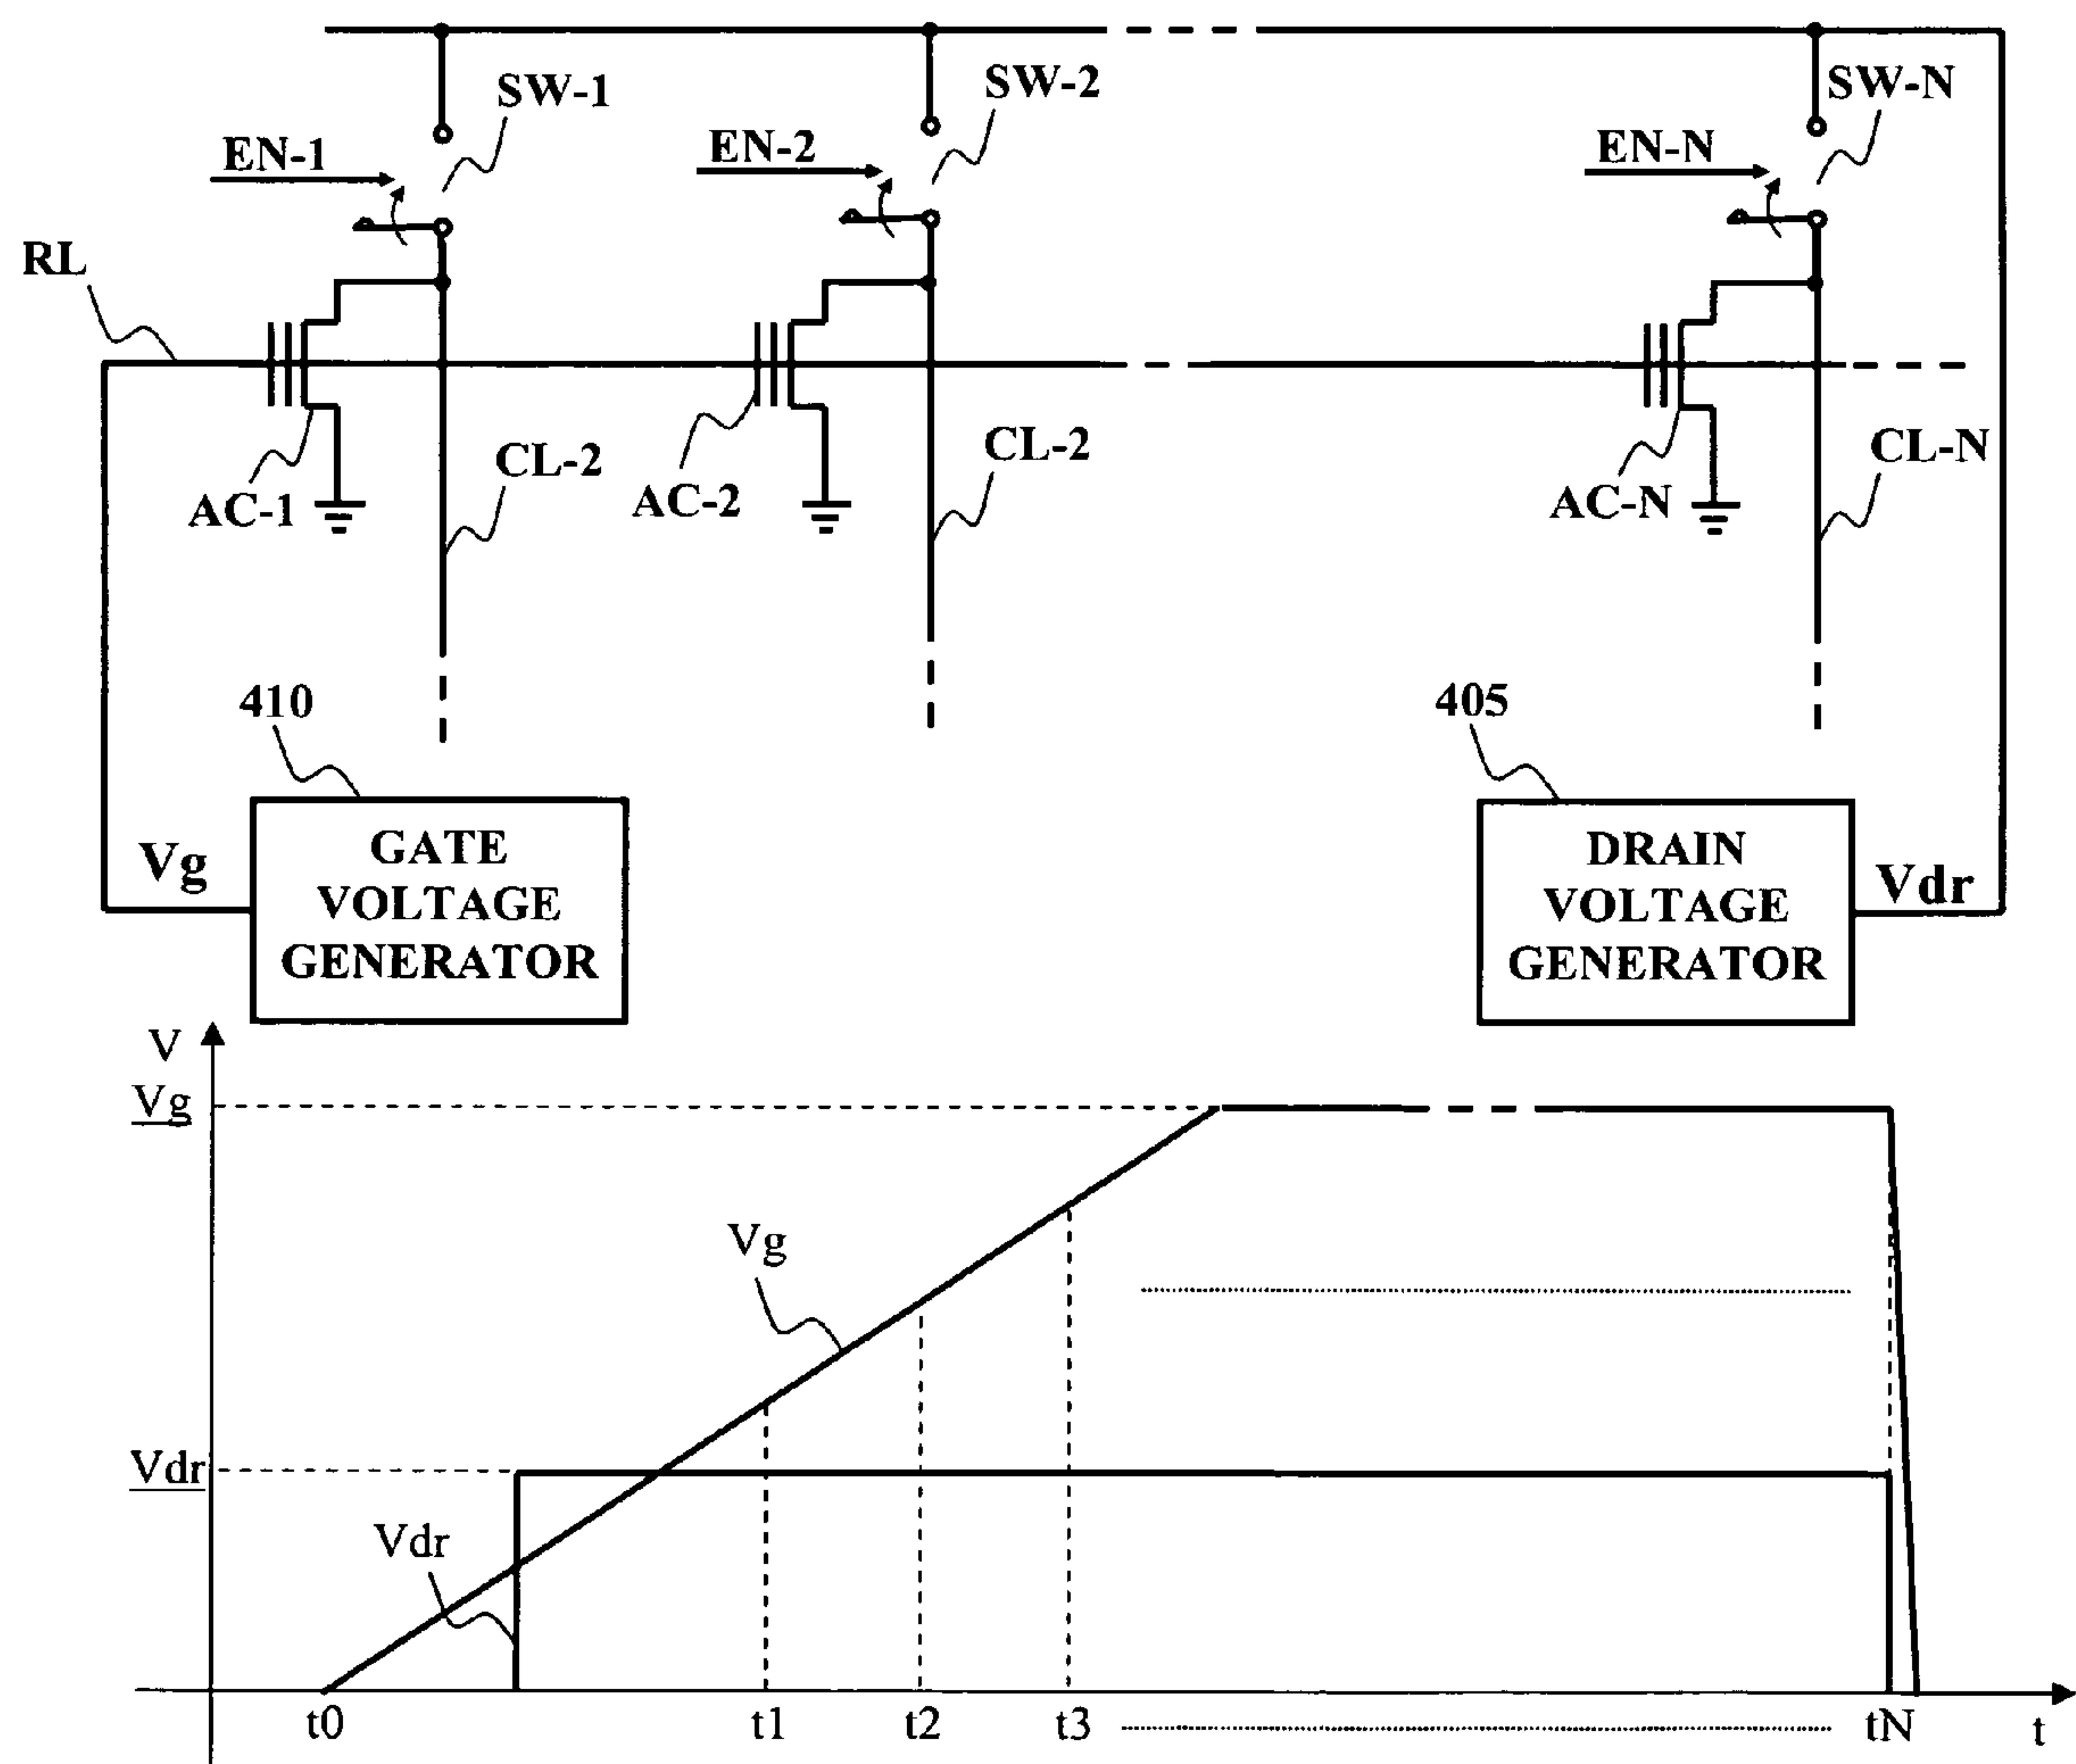 SW-1
SW-2
SW-N
EN-1
EN-2
EN-N
RL
CL-2
CL-2
CL-N
AC-1
AC-2
AC-N
410
405
Vg
GATE
VOLTAGE
GENERATOR
DRAIN
VOLTAGE
GENERATOR
Vdr
V
Vg
Vg
Vdr
Vdr
t0
t1
t2
t3
tN
t